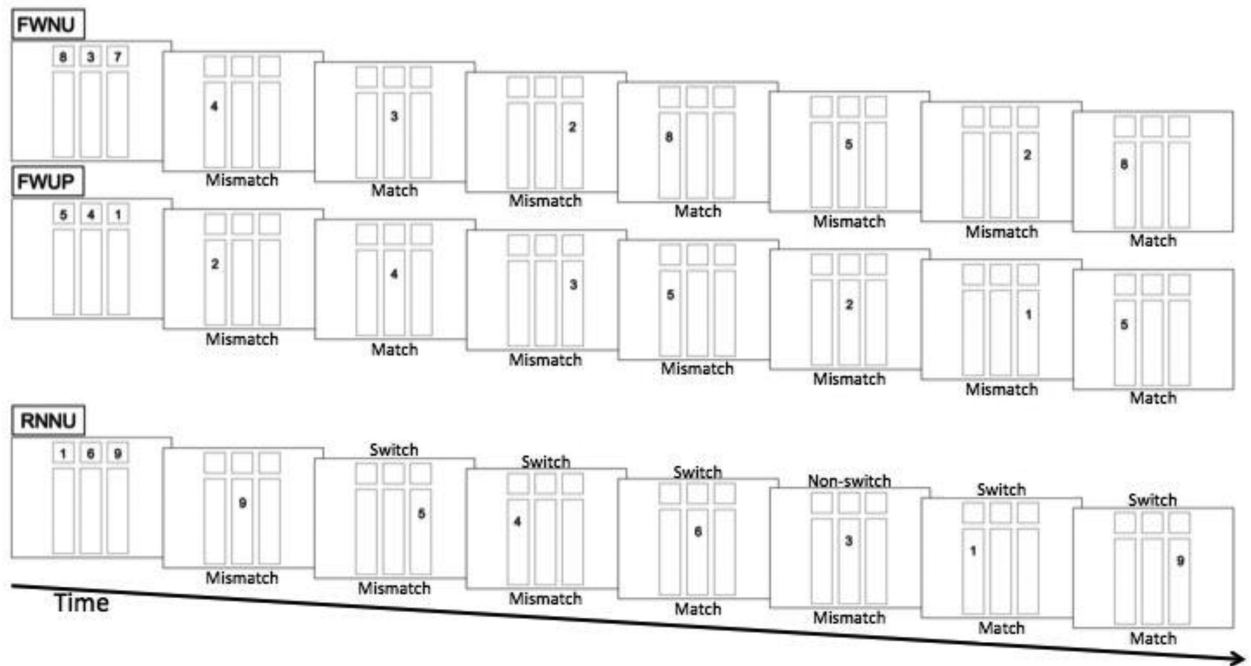 FWNU
8 3 7
4
3
2
8
5
2
8
Mismatch
Match
Mismatch
Match
Mismatch
Mismatch
Match
FWUP
5 4 1
2
4
3
5
2
1
5
Mismatch
Match
Mismatch
Match
Mismatch
Mismatch
Match
RNNU
1 6 9
Switch
Switch
Switch
Non-switch
Switch
Switch
9
5
4
6
3
1
9
Mismatch
Mismatch
Mismatch
Match
Mismatch
Match
Match
Time